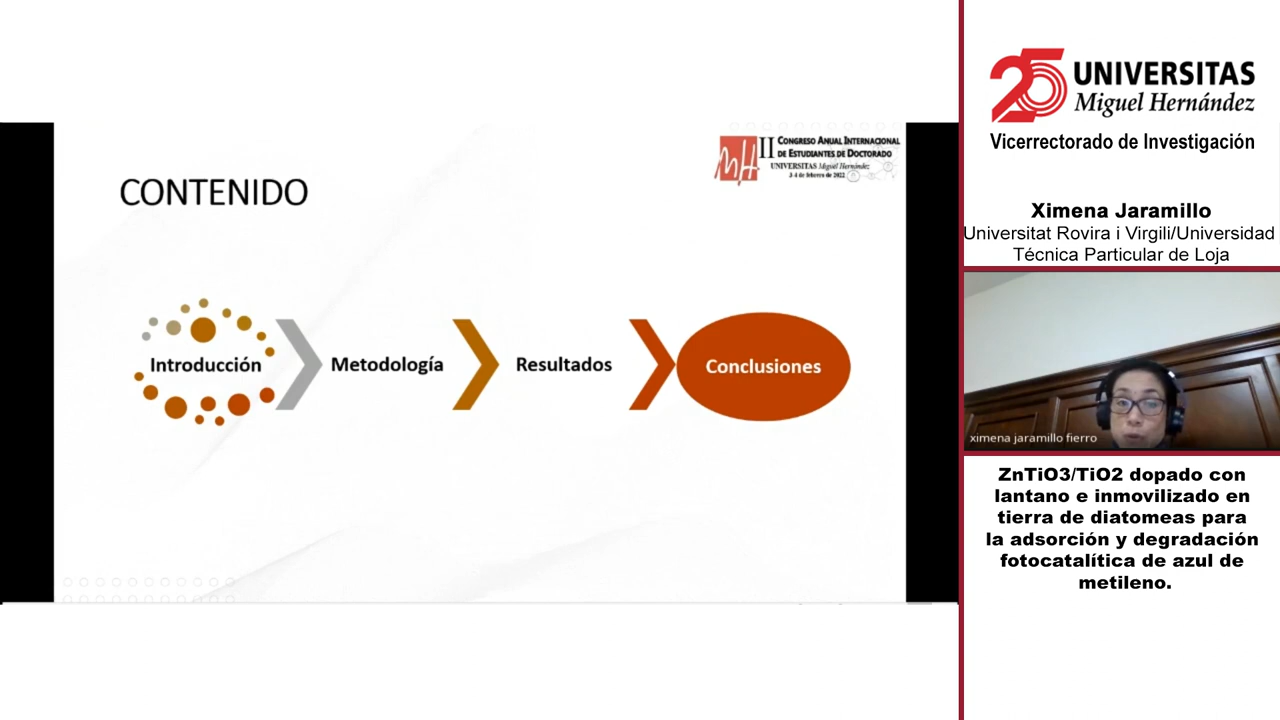 CONTENIDO
II CONGRESO ANUAL INTERNACIONAL
DE ESTUDIANTES DE DOCTORADO
UNIVERSITAS Miguel Hernández
3-4 de febrero de 2022
Introducción
Metodología
Resultados
Conclusiones
25 UNIVERSITAS
Miguel Hernández
Vicerrectorado de Investigación
Ximena Jaramillo
Universitat Rovira i Virgili/Universidad
Técnica Particular de Loja
ximena jaramillo fierro
ZnTiO3/TiO2 dopado con
lantano e inmovilizado en
tierra de diatomeas para
la adsorción y degradación
fotocatalítica de azul de
metileno.